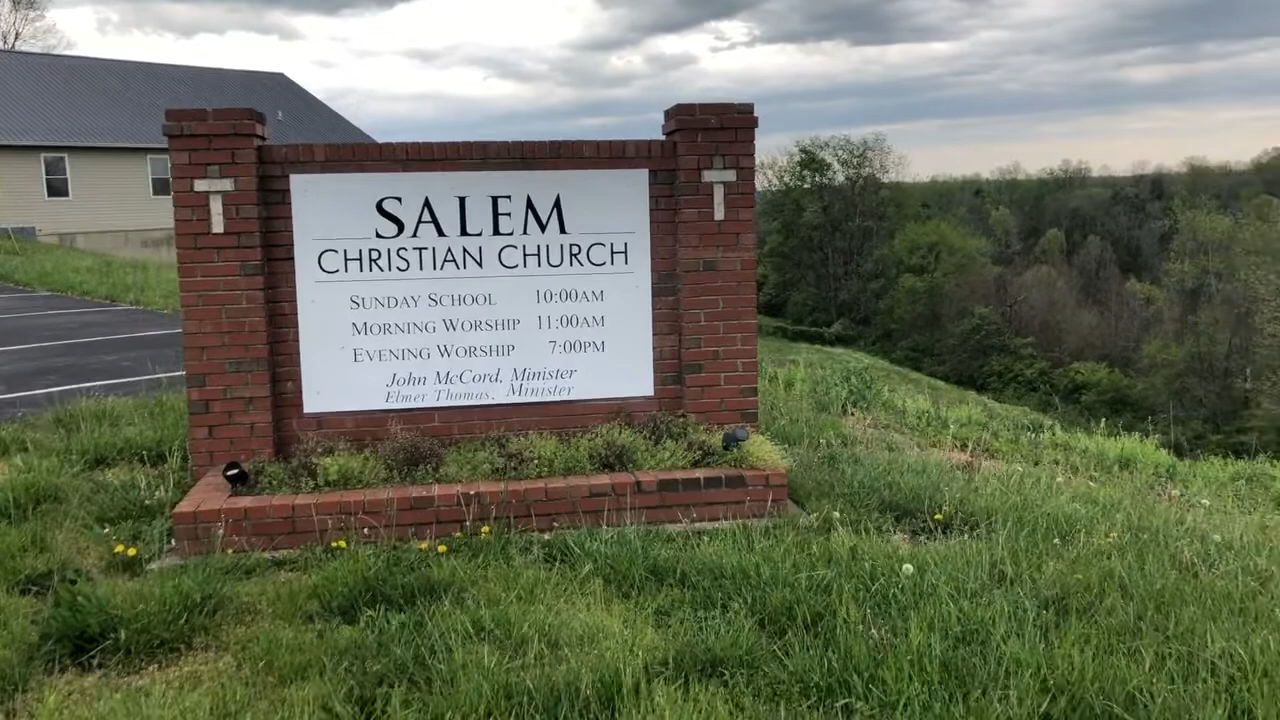 SALEM
CHRISTIAN CHURCH
SUNDAY SCHOOL 10:00AM
MORNING WORSHIP 11:00AM
EVENING WORSHIP 7:00PM
John McCord, Minister
Elmer Thomas, Minister